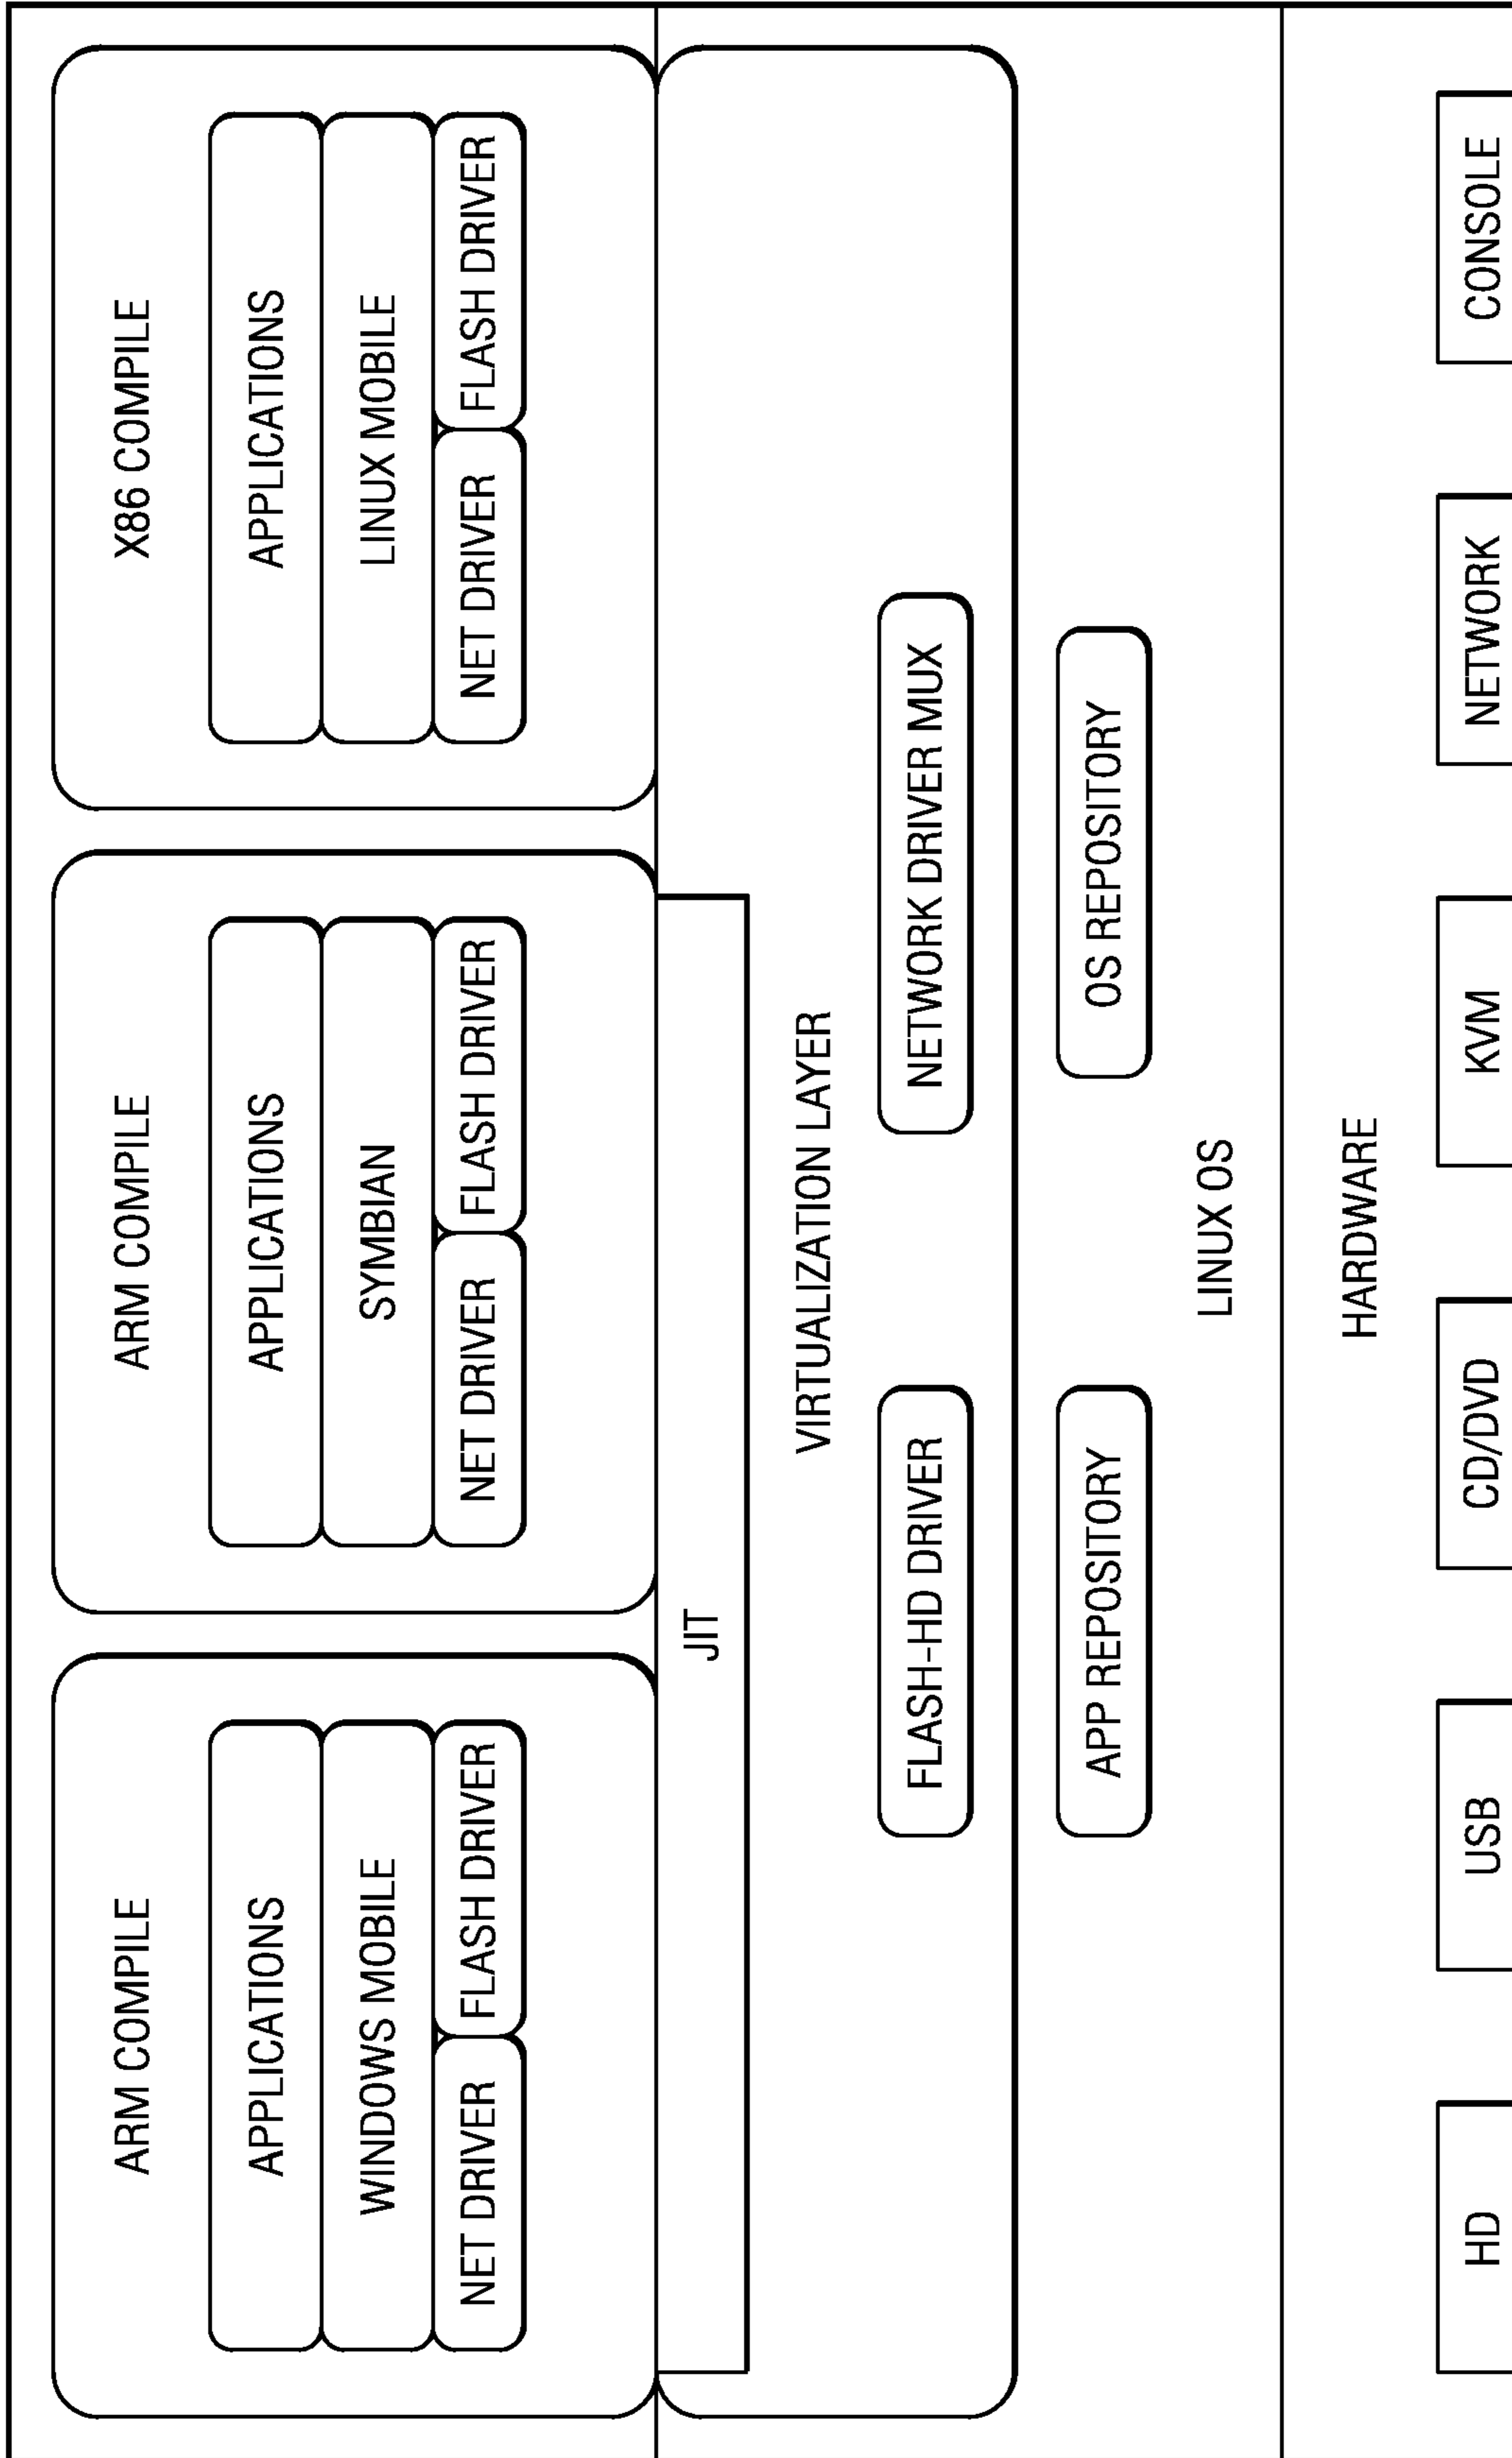 ARM COMPILE
APPLICATIONS
WINDOWS MOBILE
NET DRIVER
FLASH DRIVER
ARM COMPILE
APPLICATIONS
SYMBIAN
NET DRIVER
FLASH DRIVER
X86 COMPILE
APPLICATIONS
LINUX MOBILE
NET DRIVER
FLASH DRIVER
JIT
VIRTUALIZATION LAYER
FLASH-HD DRIVER
NETWORK DRIVER MUX
APP REPOSITORY
OS REPOSITORY
LINUX OS
HARDWARE
HD
USB
CD/DVD
KVM
NETWORK
CONSOLE